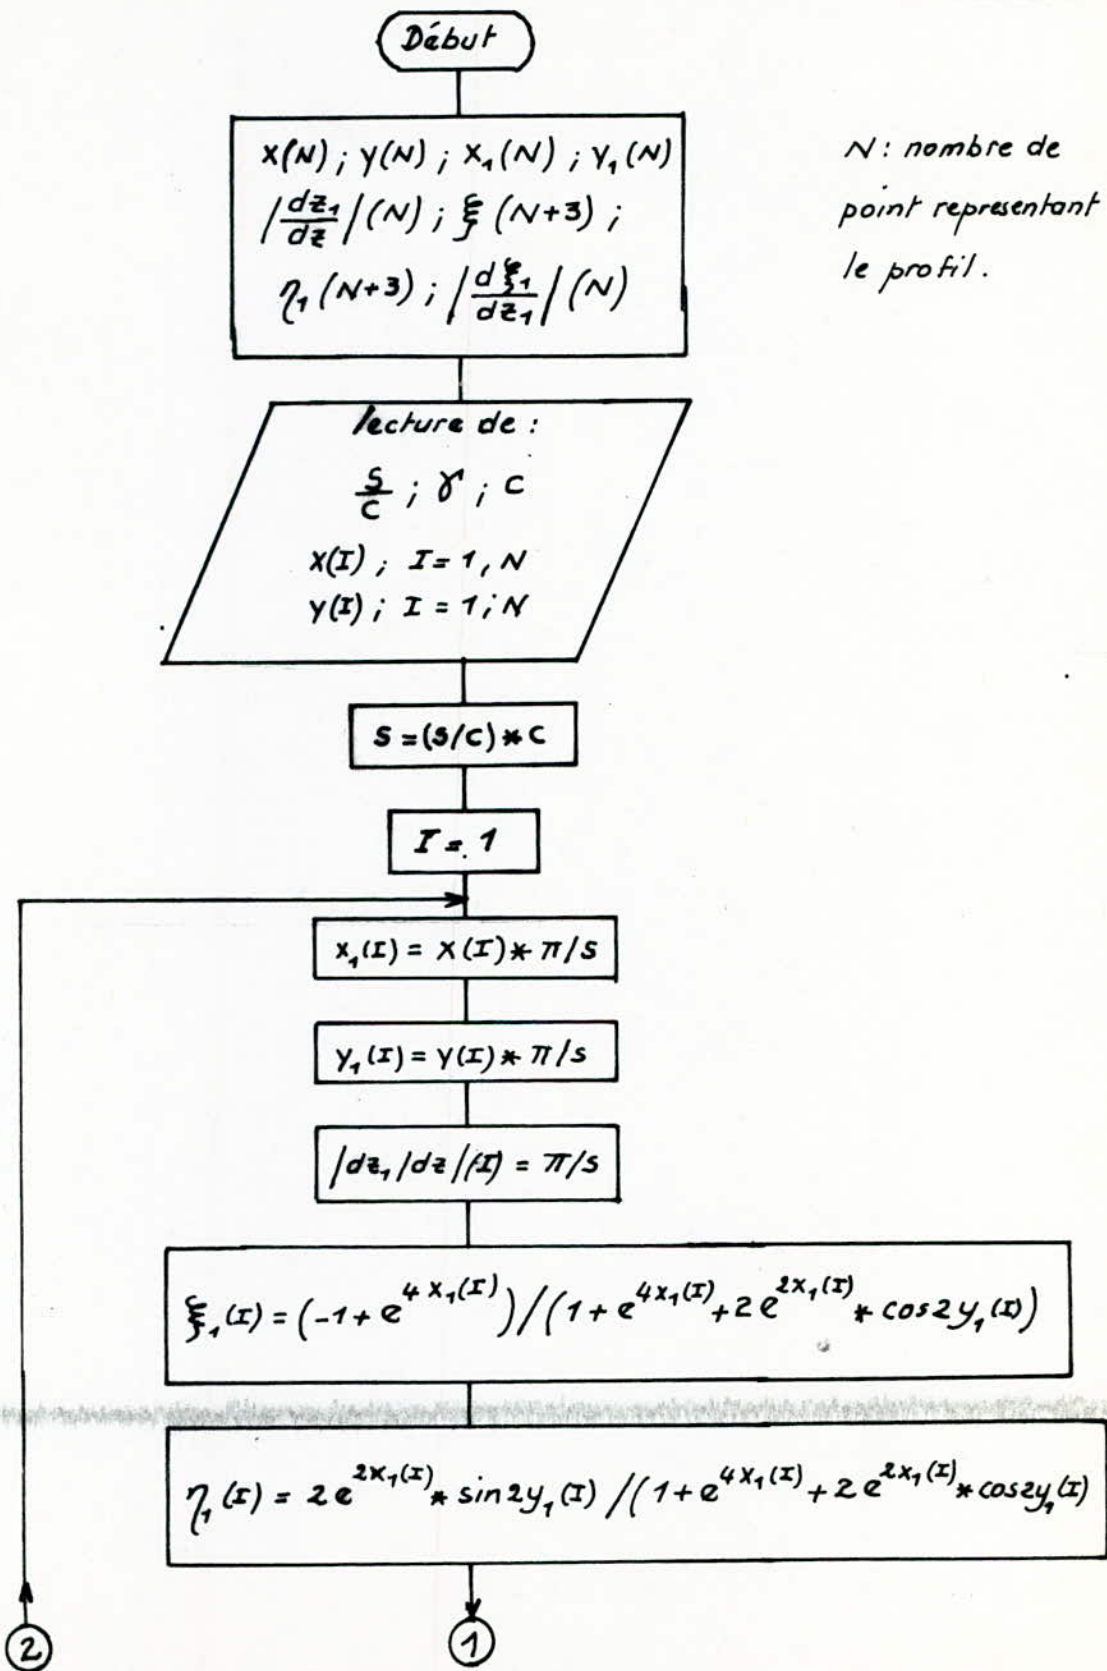 Début
X(N) ; Y(N) ; X₁(N) ; Y₁(N)
|dz₁/dz|(N) ; ξ (N+3) ;
η₁(N+3) ; |dξ₁/dz₁|(N)
N : nombre de
point representant
le profil.
lecture de :
S/C ; γ ; C
X(I) ; I = 1, N
Y(I) ; I = 1 ; N
S = (S/C) * C
I = 1
X₁(I) = X(I) * π/S
Y₁(I) = Y(I) * π/S
|dz₁/dz|(I) = π/S
ξ₁(I) = (-1 + e^{4X₁(I)}) / (1 + e^{4X₁(I)} + 2e^{2X₁(I)} * cos2y₁(I))
η₁(I) = 2e^{2X₁(I)} * sin2y₁(I) / (1 + e^{4X₁(I)} + 2e^{2X₁(I)} * cos2y₁(I)
2
1